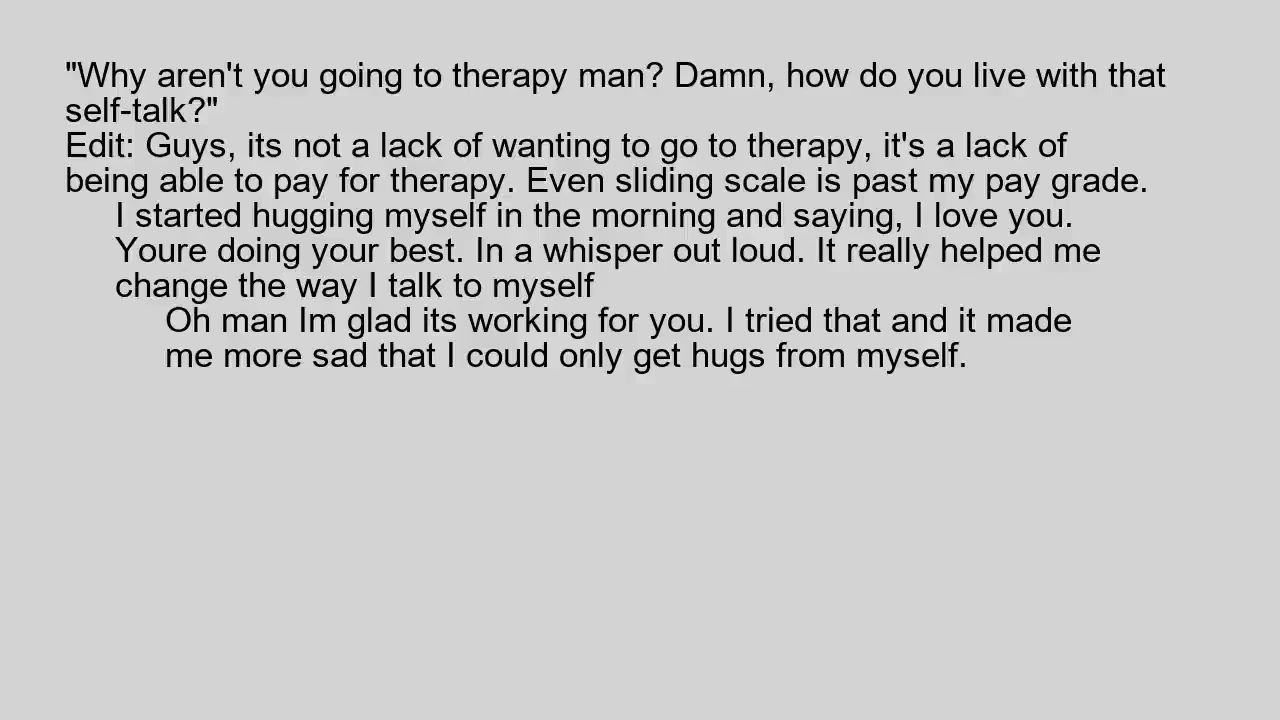 "Why aren't you going to therapy man? Damn, how do you live with that
self-talk?"
Edit: Guys, its not a lack of wanting to go to therapy, it's a lack of
being able to pay for therapy. Even sliding scale is past my pay grade.
I started hugging myself in the morning and saying, I love you.
Youre doing your best. In a whisper out loud. It really helped me
change the way I talk to myself
Oh man Im glad its working for you. I tried that and it made
me more sad that I could only get hugs from myself.